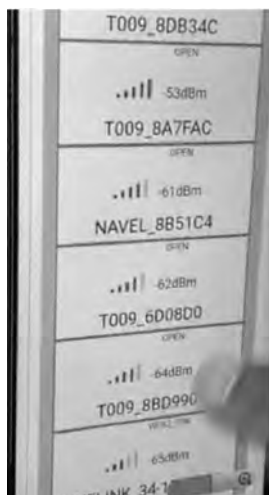 T009_8DB34C
OPEN
-53dBm
T009_8A7FAC
OPEN
-61dBm
NAVEL_8B51C4
OPEN
-62dBm
T009_6D08D0
OPEN
-64dBm
T009_8BD990
-65dBm